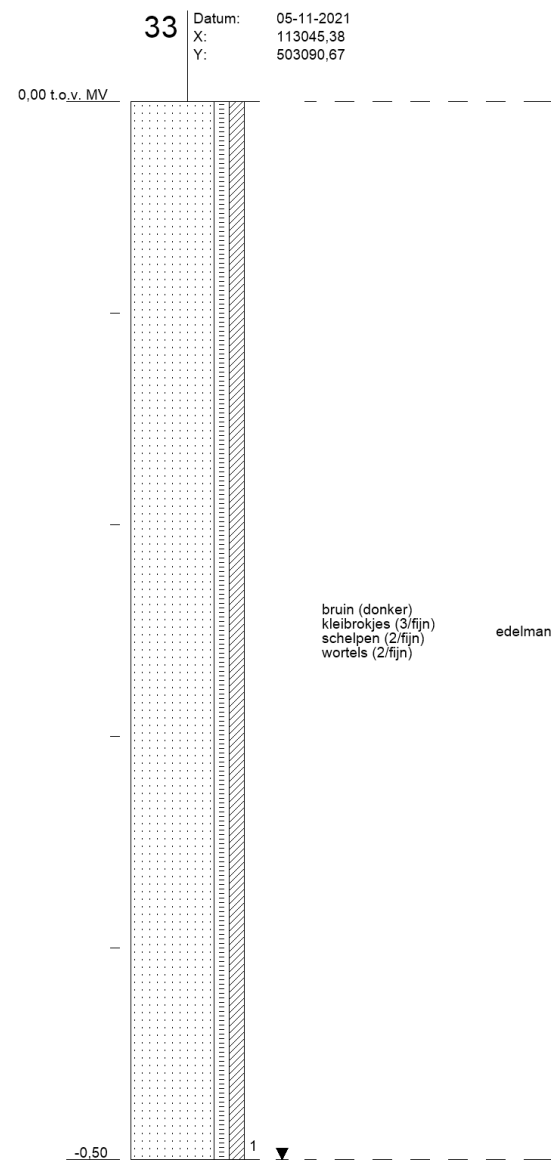 33
Datum: 05-11-2021
X: 113045,38
Y: 503090,67
0,00 t.o.v. MV
bruin (donker)
kleibrokjes (3/fijn)
schelpen (2/fijn)
wortels (2/fijn)
edelman
1
-0,50